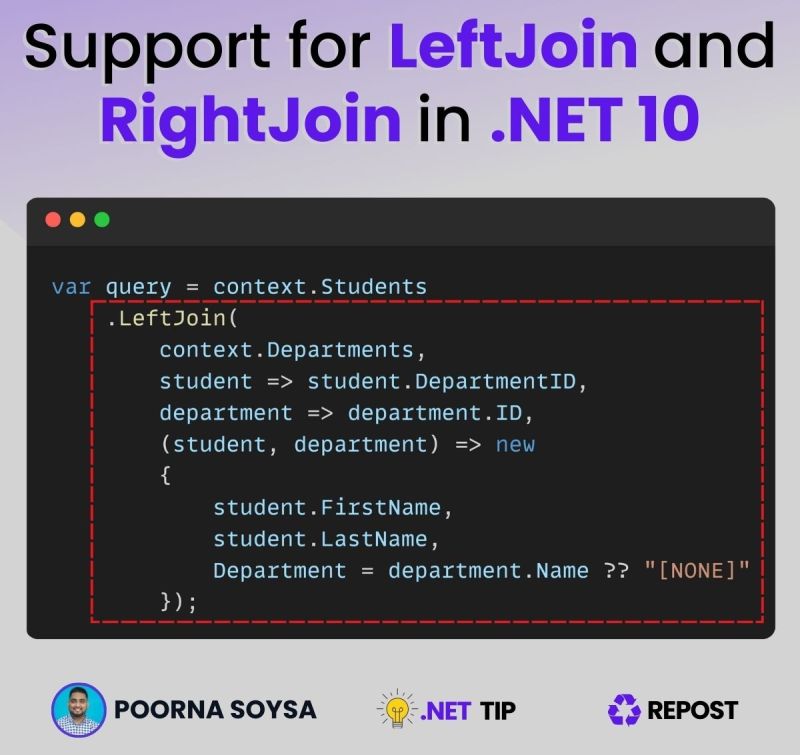 Support for LeftJoin and
RightJoin in .NET 10
var query = context.Students
    .LeftJoin(
        context.Departments,
        student => student.DepartmentID,
        department => department.ID,
        (student, department) => new
        {
            student.FirstName,
            student.LastName,
            Department = department.Name ?? "[NONE]"
        });
POORNA SOYSA
.NET TIP
REPOST